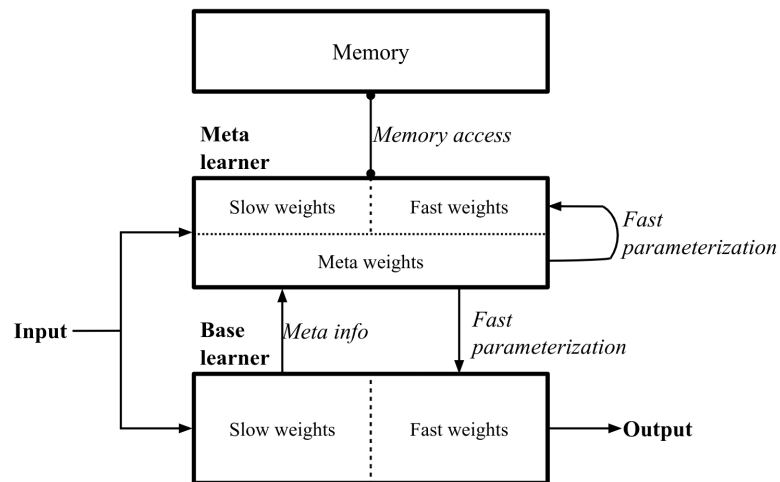 Memory
Memory access
Meta
learner
Slow weights
Fast weights
Meta weights
Fast
parameterization
Input
Base
learner
Meta info
Fast
parameterization
Slow weights
Fast weights
Output